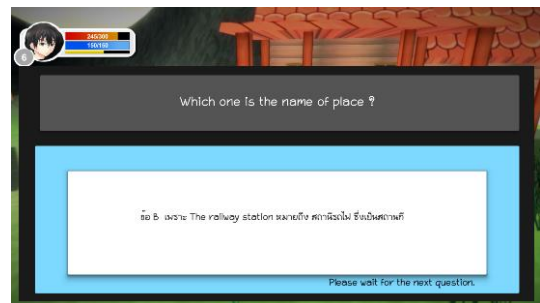 245/305
150/150
6
Which one is the name of place ?
ข้อ B เพราะ The railway station หมายถึง สถานีรถไฟ ซึ่งเป็นสถานที่
Please wait for the next question.